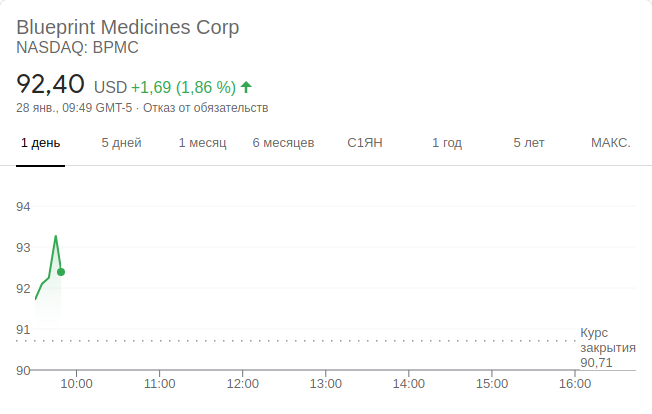 Blueprint Medicines Corp
NASDAQ: BPMC
92,40 USD +1,69 (1,86 %)
28 янв., 09:49 GMT-5 · Отказ от обязательств
1 день 5 дней 1 месяц 6 месяцев С1ЯН 1 год 5 лет МАКС.
94
93
92
91
90
Курс
закрытия
90,71
10:00 11:00 12:00 13:00 14:00 15:00 16:00